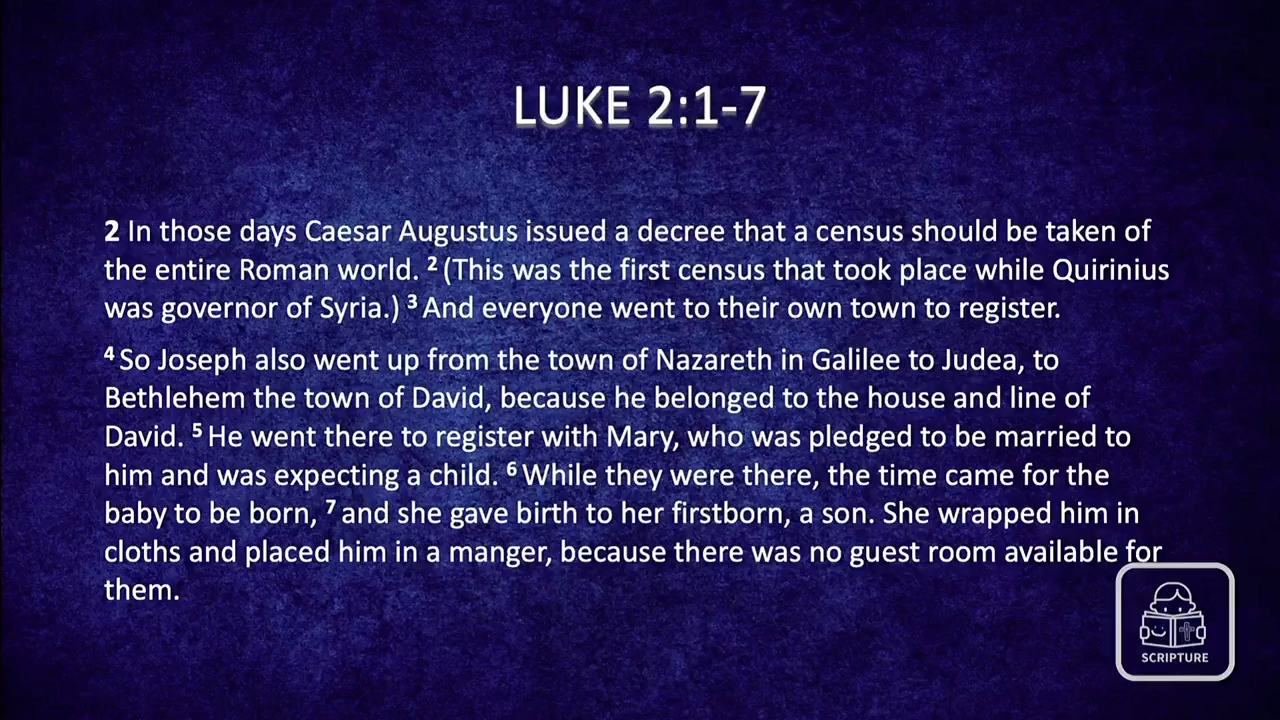 LUKE 2:1-7
2 In those days Caesar Augustus issued a decree that a census should be taken of
the entire Roman world. 2 (This was the first census that took place while Quirinius
was governor of Syria.) 3 And everyone went to their own town to register.
4 So Joseph also went up from the town of Nazareth in Galilee to Judea, to
Bethlehem the town of David, because he belonged to the house and line of
David. 5 He went there to register with Mary, who was pledged to be married to
him and was expecting a child. 6 While they were there, the time came for the
baby to be born, 7 and she gave birth to her firstborn, a son. She wrapped him in
cloths and placed him in a manger, because there was no guest room available for
them.
SCRIPTURE